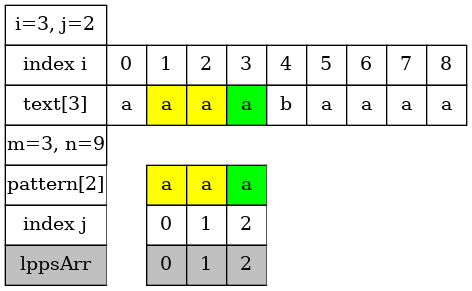 i=3, j=2
index i 0 1 2 3 4 5 6 7 8
text[3] a a a a b a a a a
m=3, n=9
pattern[2] a a a
index j 0 1 2
lppsArr 0 1 2